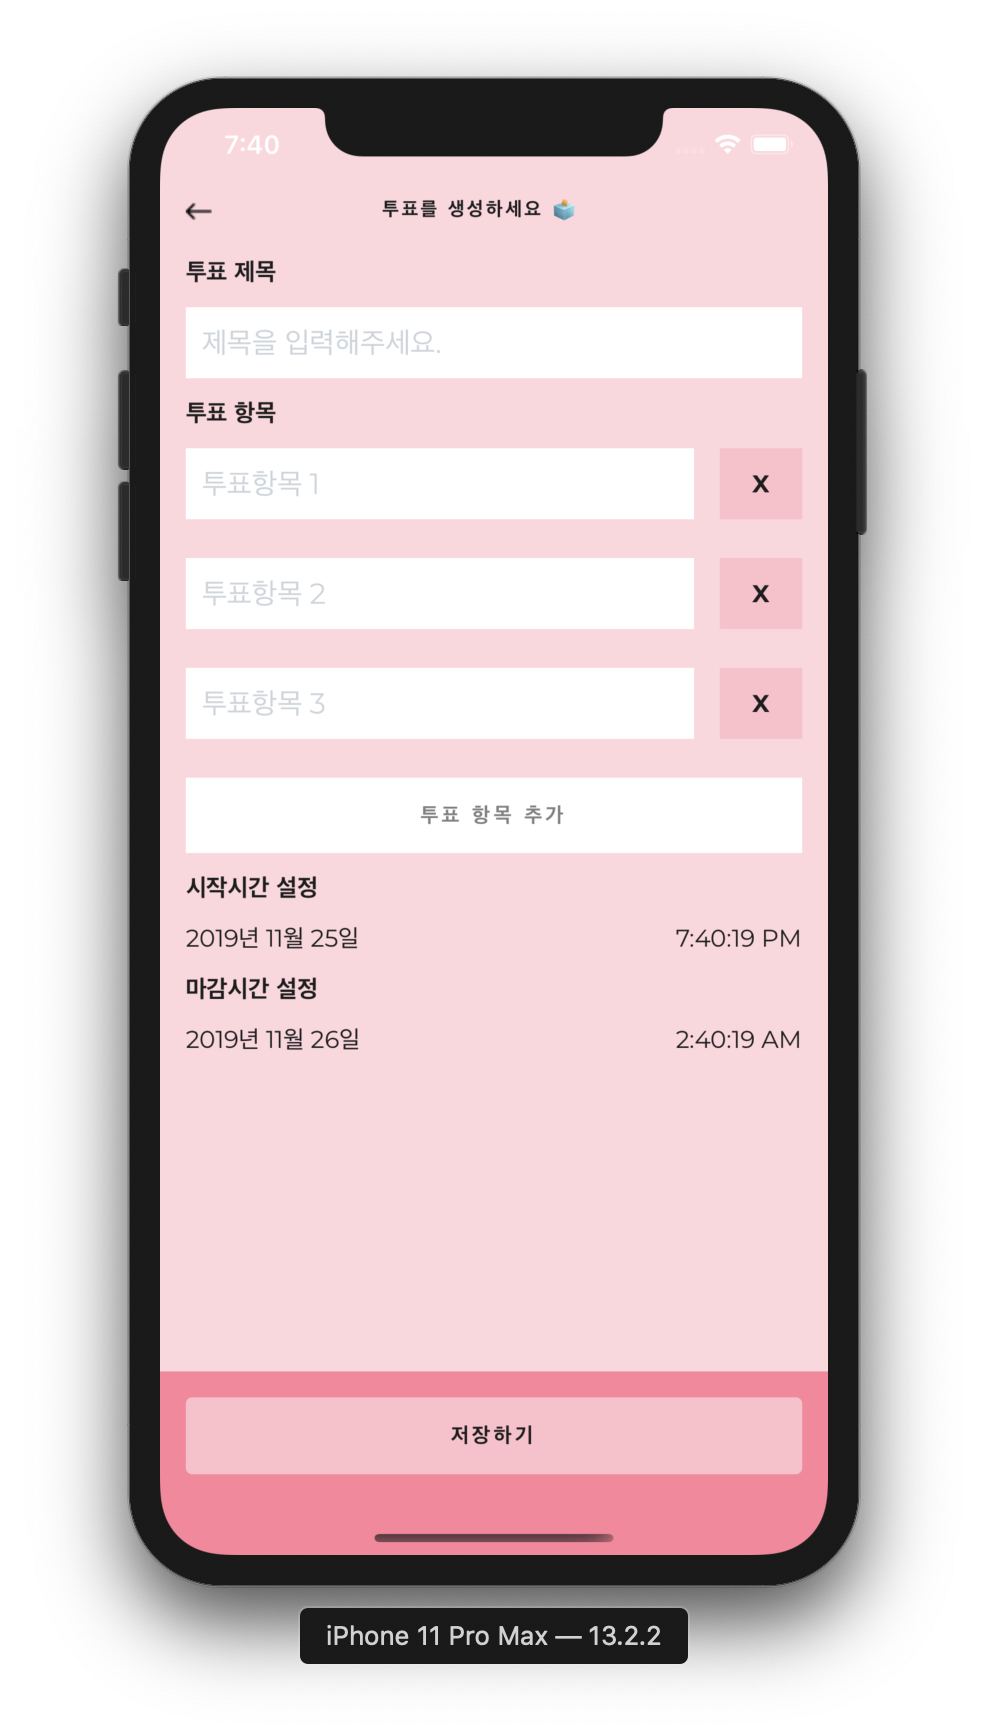 7:40
투표를 생성하세요 🗳️
투표 제목
제목을 입력해주세요.
투표 항목
투표항목 1
X
투표항목 2
X
투표항목 3
X
투표 항목 추가
시작시간 설정
2019년 11월 25일 7:40:19 PM
마감시간 설정
2019년 11월 26일 2:40:19 AM
저장하기
iPhone 11 Pro Max — 13.2.2